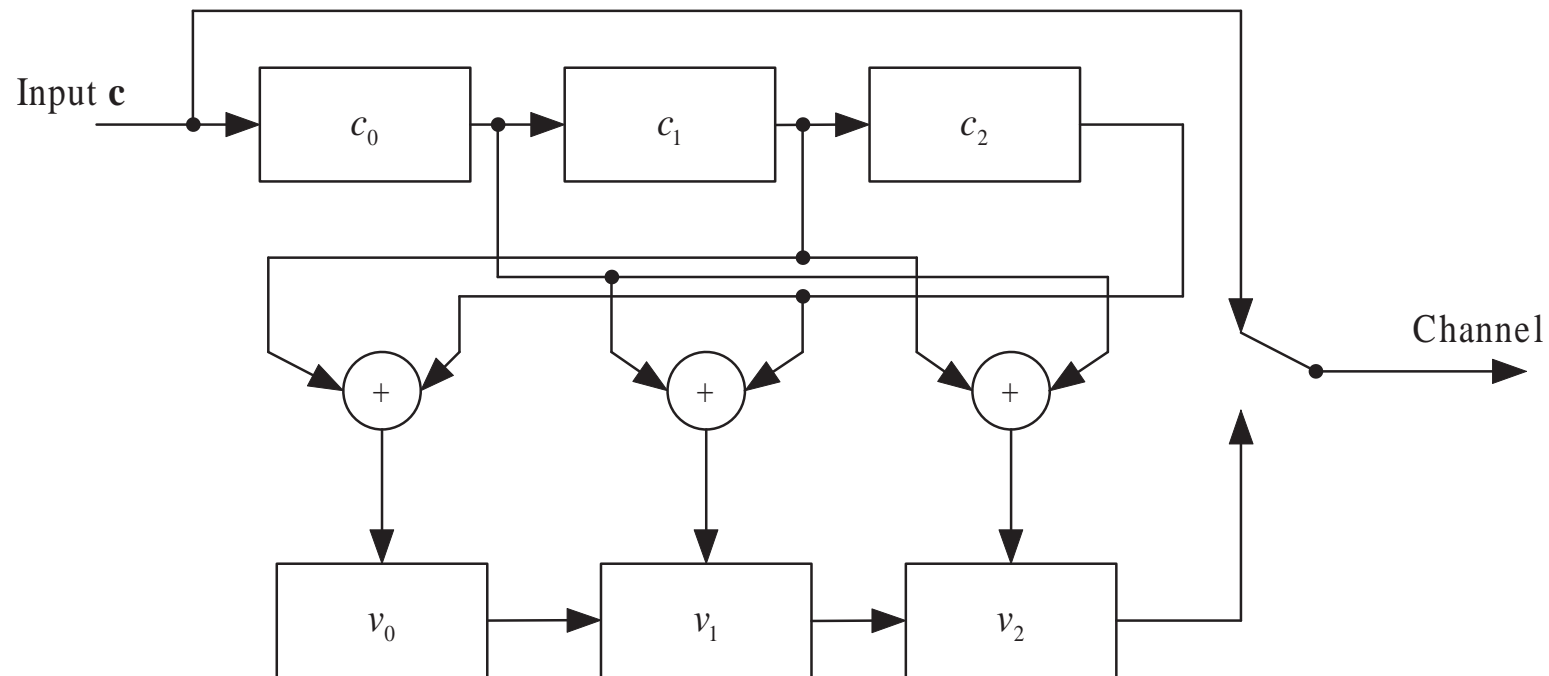 Input c
c₀
c₁
c₂
Channel
+
+
+
v₀
v₁
v₂